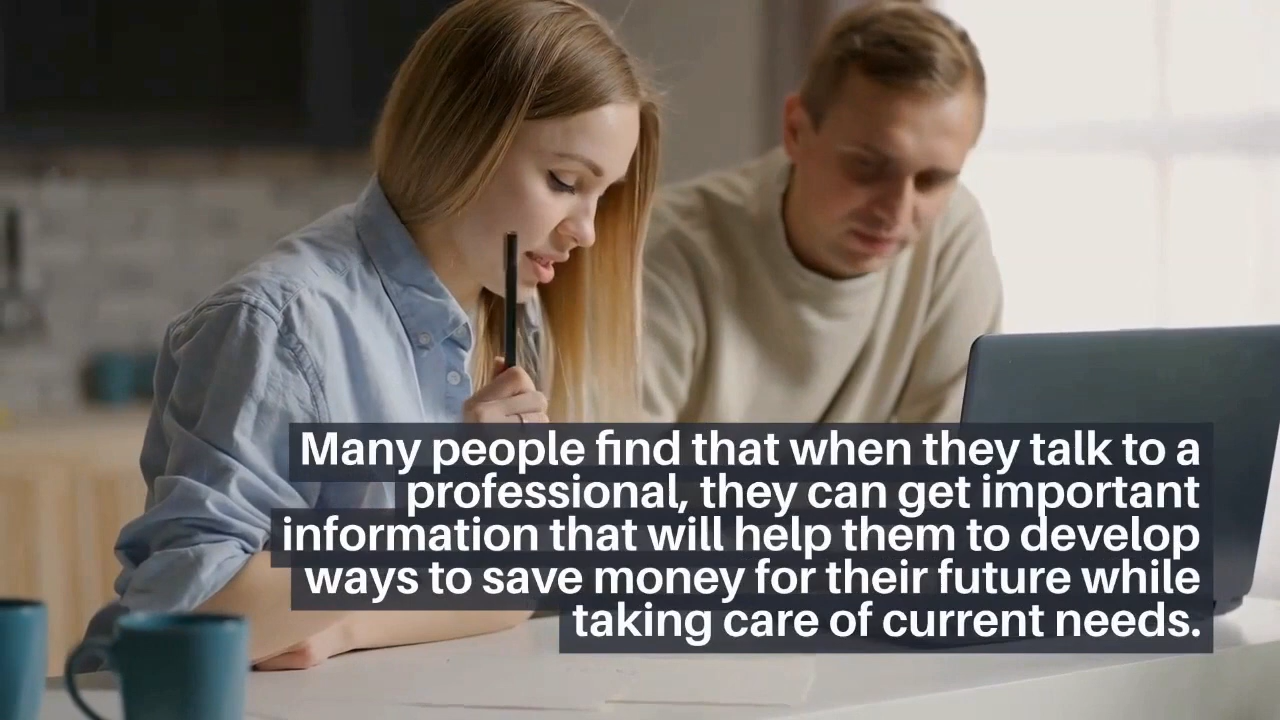 Many people find that when they talk to a
professional, they can get important
information that will help them to develop
ways to save money for their future while
taking care of current needs.